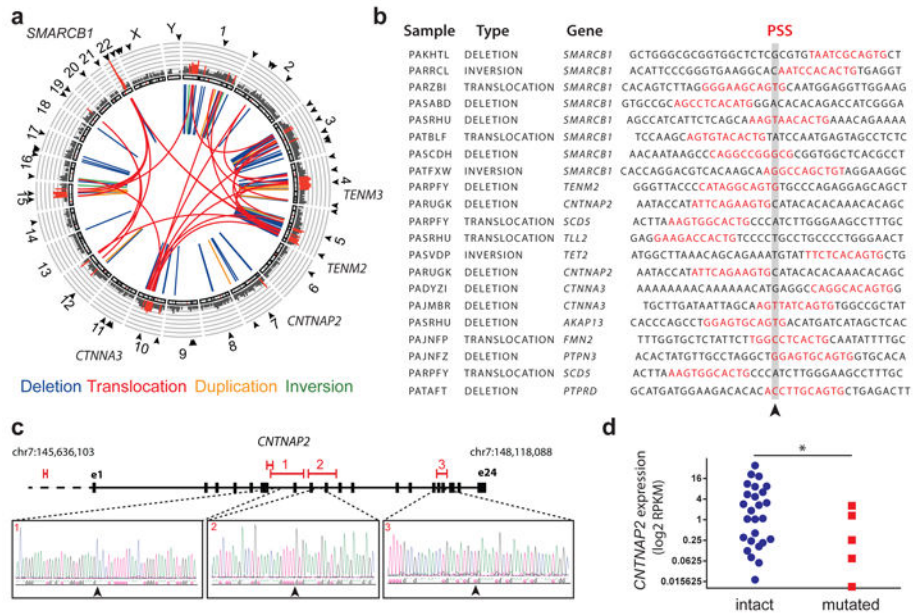 a
SMARCB1
X
Y
1
2
3
4
5
6
7
8
9
10
11
12
13
14
15
16
17
18
19
20
21
22
TENM3
TENM2
CNTNAP2
CTNNA3
Deletion Translocation Duplication Inversion
b
Sample Type Gene PSS
PAKHTL DELETION SMARCB1 GCTGGGCGCGGTGGCTCTCGCGTGTAATCGCAGTGCT
PARRCL INVERSION SMARCB1 ACATTCCCGGGTGAAGGCACAATCCACACTGTGAGGT
PARZBI TRANSLOCATION SMARCB1 CACAGTCTTAGGGGAAGCAGTGCAATGGAGGTTGGAAG
PASABD DELETION SMARCB1 GTGCCGCAGCCTCACATGGGACACACAGACCATCGGGA
PASRHU DELETION SMARCB1 AGCCATCATTCTCAGCAAAGTAACACTGAAACAGAAAA
PATBLF TRANSLOCATION SMARCB1 TCCAAGCAGTGTACACTGTATCCAATGAGTAGCCTCTC
PASCDH DELETION SMARCB1 AACAATAAGCCCAGGCCGGGCGCGGTGGCTCACGCCT
PATFXW INVERSION SMARCB1 CACCAGGACGTCACAAGCAAGGCCAGCTGTAGGAAGGC
PARPFY DELETION TENM2 GGGTTACCCCATAGGCAGTGTGCCCAGAGGAGCAGCT
PARUGK DELETION CNTNAP2 AATACCATATTCAGAAGTGCATACACACAAACACAGC
PARPFY TRANSLOCATION SCD5 ACTTAAAGTGGCACTGCCCATCTTGGGAAGCCTTTGC
PASRHU TRANSLOCATION TLL2 GAGGAAGACCACTGTCCCCTGCCTGCCCCTGGGAACT
PASVDP INVERSION TET2 ATGGCTTAAACAGCAGAAATGTATTTCTCACAGTGCTG
PARUGK DELETION CNTNAP2 AATACCATATTCAGAAGTGCATACACACAAACACAGC
PADYZI DELETION CTNNA3 AAAAAAAAACAAAAAACATGAGGCCAGGCACAGTGG
PAJMBR DELETION CTNNA3 TGCTTGATAATTAGCAAGTTATCAGTGTGGCCGCTAT
PASRHU DELETION AKAP13 CACCCAGCCTGGAGTGCAGTGACATGATCATAGCTCAC
PAJNFP TRANSLOCATION FMN2 TTTGGTGCTCTATTCTTGGCCTCACTGCAATATTTTGC
PAJNFZ DELETION PTPN3 ACACTATGTTGCCTAGGCTGGAGTGCAGTGGTGCACA
PARPFY TRANSLOCATION SCD5 ACTTAAAGTGGCACTGCCCATCTTGGGAAGCCTTTGC
PATAFT DELETION PTPRD GCATGATGGAAGACACACACCTTGCAGTGCTGAGACTT
c
CNTNAP2
chr7:145,636,103
chr7:148,118,088
e1
1
2
3
e24
1
2
3
d
CNTNAP2 expression
(log2 RPKM)
*
16
4
1
0.25
0.0625
0.015625
intact mutated